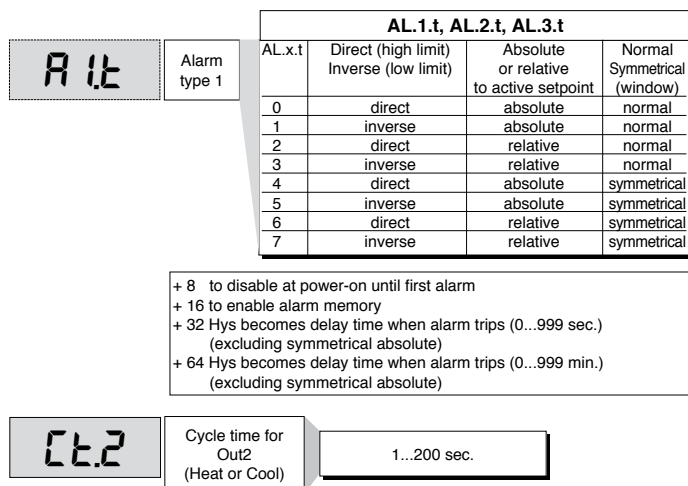 AL.1.t, AL.2.t, AL.3.t
A1.t
Alarm
type 1
AL.x.t Direct (high limit) Absolute Normal
Inverse (low limit) or relative Symmetrical
to active setpoint (window)
0 direct absolute normal
1 inverse absolute normal
2 direct relative normal
3 inverse relative normal
4 direct absolute symmetrical
5 inverse absolute symmetrical
6 direct relative symmetrical
7 inverse relative symmetrical
+ 8 to disable at power-on until first alarm
+ 16 to enable alarm memory
+ 32 Hys becomes delay time when alarm trips (0...999 sec.)
(excluding symmetrical absolute)
+ 64 Hys becomes delay time when alarm trips (0...999 min.)
(excluding symmetrical absolute)
Ct.2
Cycle time for
Out2
(Heat or Cool)
1...200 sec.